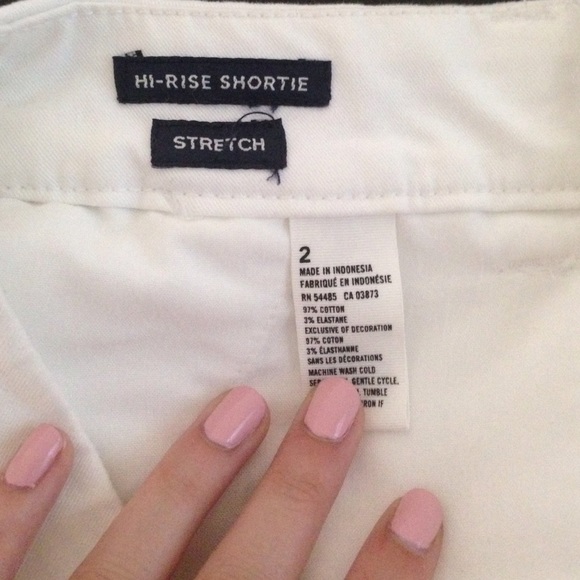 HI-RISE SHORTIE
STRETCH
2
MADE IN INDONESIA
FABRIQUÉ EN INDONÉSIE
RN 54485 CA 03873
97% COTTON
3% ELASTANE
EXCLUSIVE OF DECORATION
97% COTON
3% ÉLASTHANNE
SANS LES DÉCORATIONS
MACHINE WASH COLD
GENTLE CYCLE.
TUMBLE
IF